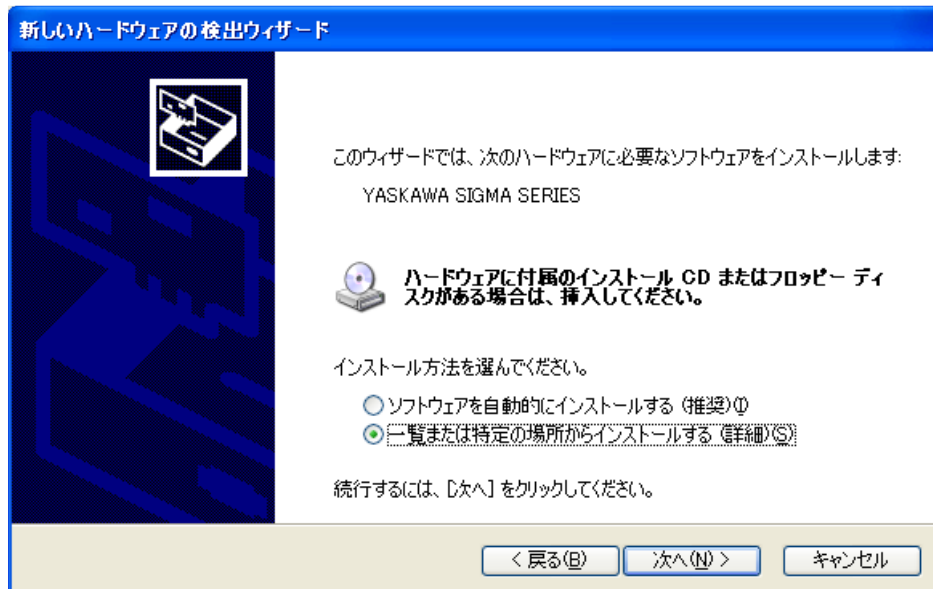 新しいハードウェアの検出ウィザード
このウィザードでは、次のハードウェアに必要なソフトウェアをインストールします:
YASKAWA SIGMA SERIES
ハードウェアに付属のインストール CD またはフロッピー ディ
スクがある場合は、挿入してください。
インストール方法を選んでください。
ソフトウェアを自動的にインストールする (推奨)(I)
一覧または特定の場所からインストールする (詳細)(S)
続行するには、[次へ] をクリックしてください。
< 戻る(B)
次へ(N) >
キャンセル